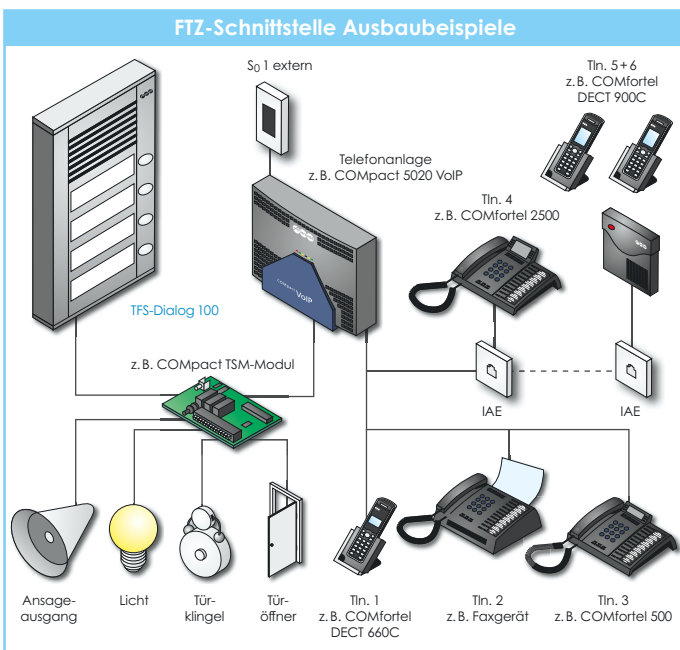 FTZ-Schnittstelle Ausbaubeispiele
S0 1 extern
Tln. 5+6
z.B. COMfortel
DECT 900C
Telefonanlage
z.B. COMpact 5020 VoIP
Tln. 4
z.B. COMfortel 2500
COMpact VoIP
TFS-Dialog 100
z.B. COMpact TSM-Modul
IAE
IAE
Ansage-
ausgang
Licht
Tür-
klingel
Tür-
öffner
Tln. 1
z.B. COMfortel
DECT 660C
Tln. 2
z.B. Faxgerät
Tln. 3
z.B. COMfortel 500